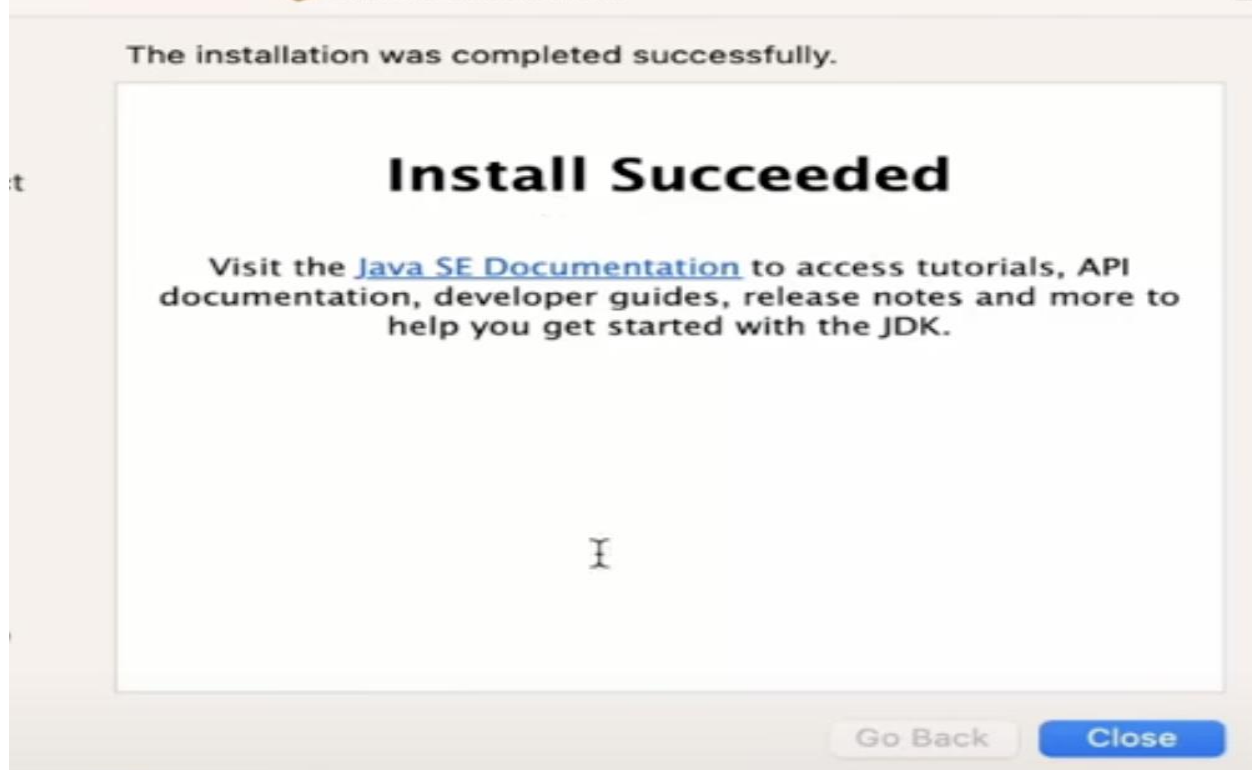 The installation was completed successfully.
Install Succeeded
Visit the Java SE Documentation to access tutorials, API
documentation, developer guides, release notes and more to
help you get started with the JDK.
Go Back
Close